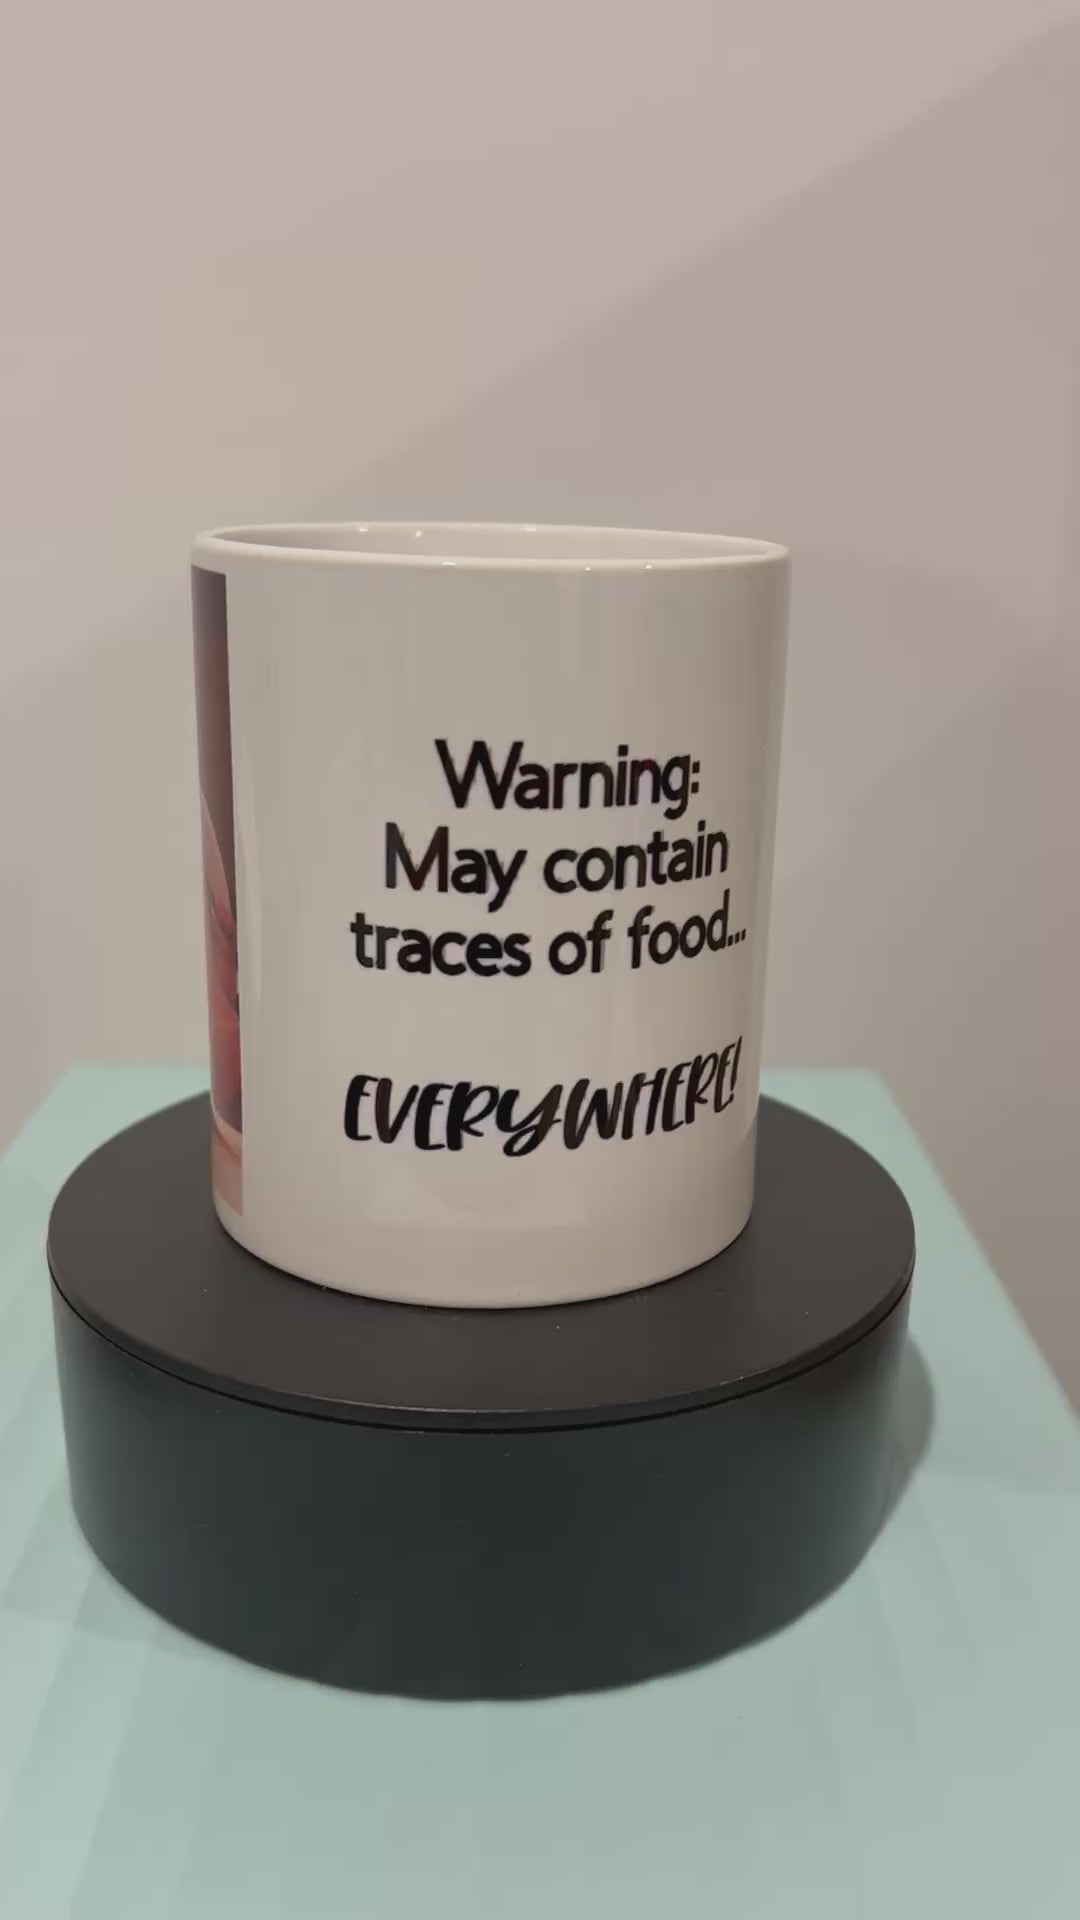 Warning:
May contain
traces of food...
EVERYWHERE!